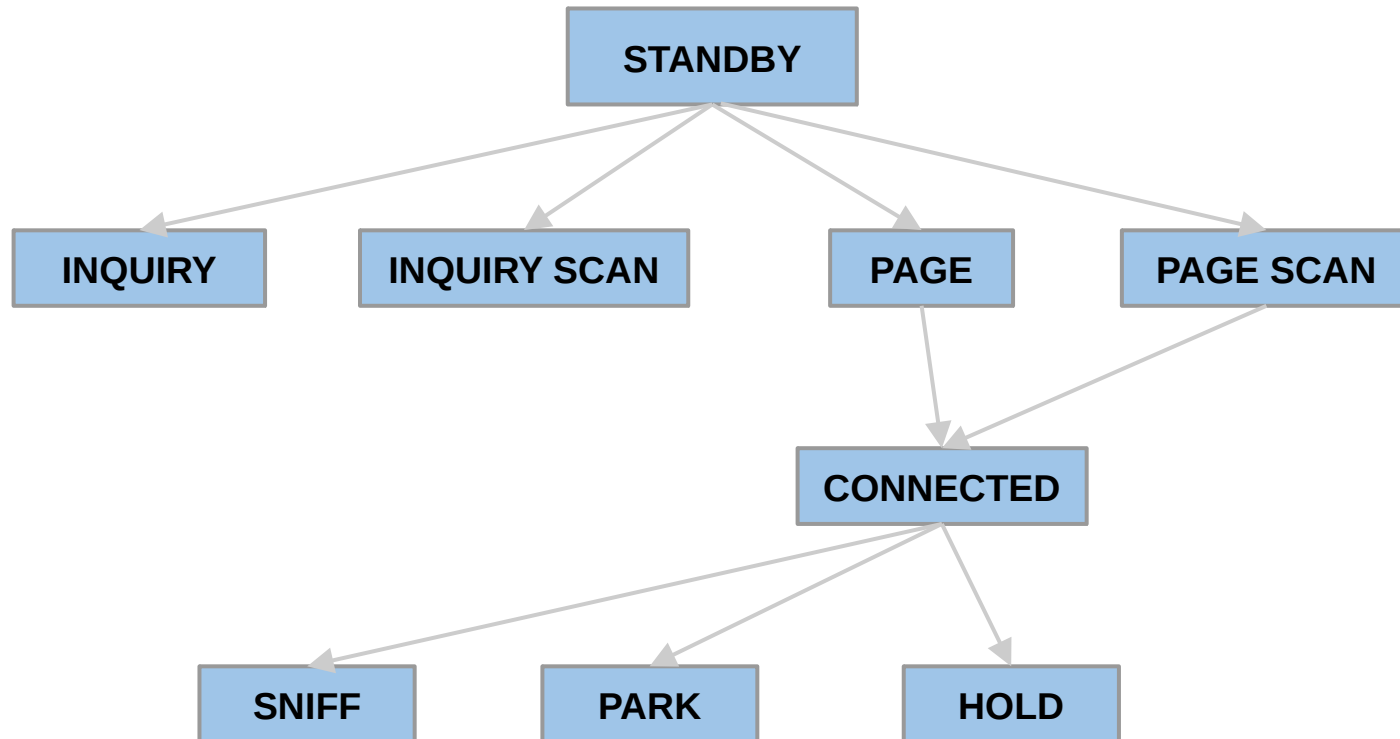 STANDBY
INQUIRY
INQUIRY SCAN
PAGE
PAGE SCAN
CONNECTED
SNIFF
PARK
HOLD